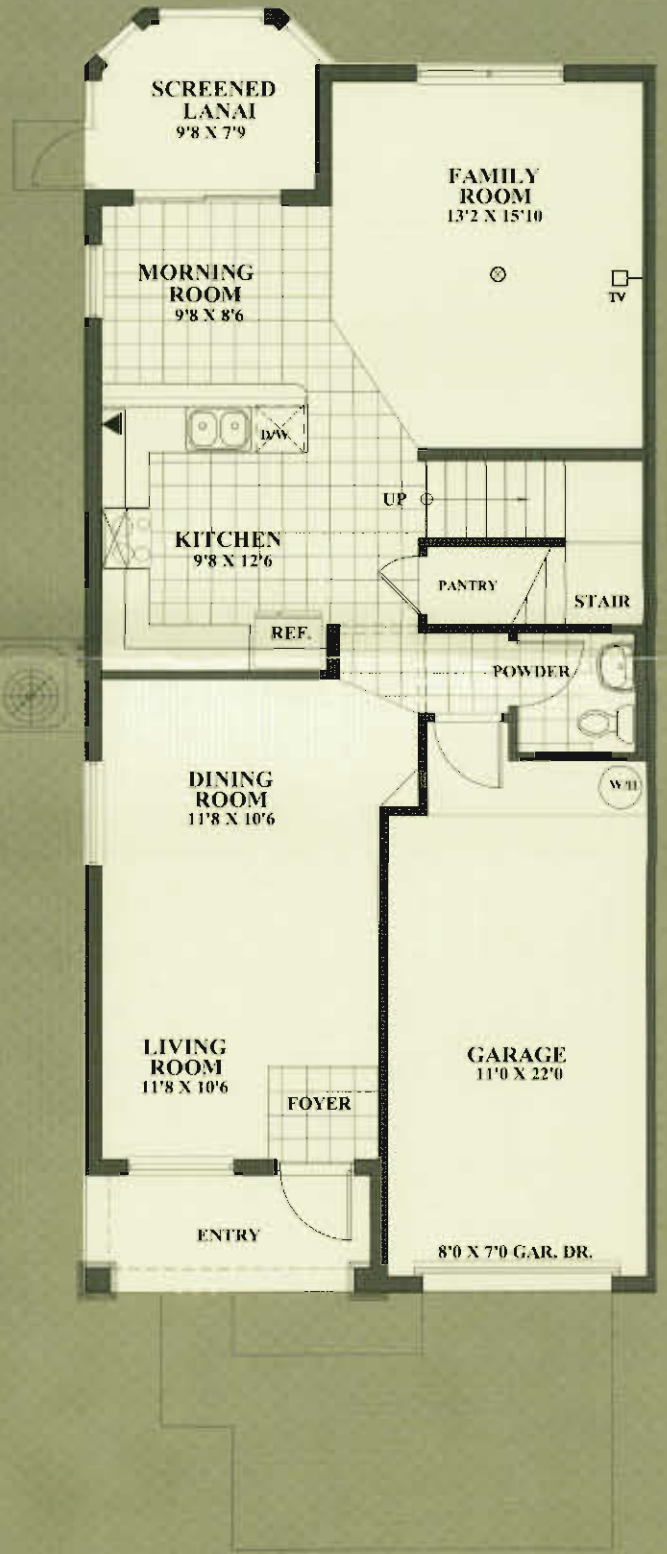 SCREENED
LANAI
9'8 X 7'9
FAMILY
ROOM
13'2 X 15'10
TV
MORNING
ROOM
9'8 X 8'6
D/W
UP
KITCHEN
9'8 X 12'6
PANTRY
STAIR
REF.
POWDER
DINING
ROOM
11'8 X 10'6
W/H
LIVING
ROOM
11'8 X 10'6
FOYER
GARAGE
11'0 X 22'0
ENTRY
8'0 X 7'0 GAR. DR.